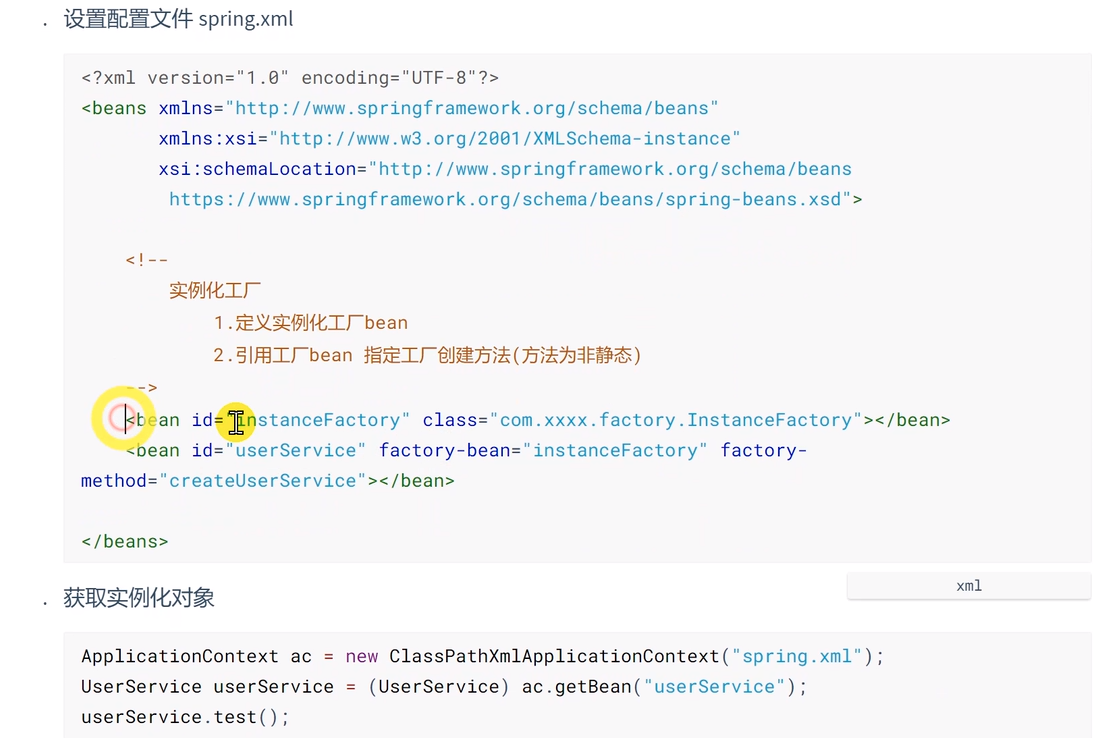 . 设置配置文件 spring.xml
<?xml version="1.0" encoding="UTF-8"?>
<beans xmlns="http://www.springframework.org/schema/beans"
xmlns:xsi="http://www.w3.org/2001/XMLSchema-instance"
xsi:schemaLocation="http://www.springframework.org/schema/beans
https://www.springframework.org/schema/beans/spring-beans.xsd">
<!--
实例化工厂
1.定义实例化工厂bean
2.引用工厂bean 指定工厂创建方法(方法为非静态)
-->
<bean id="instanceFactory" class="com.xxxx.factory.InstanceFactory"></bean>
<bean id="userService" factory-bean="instanceFactory" factory-
method="createUserService"></bean>
</beans>
xml
. 获取实例化对象
ApplicationContext ac = new ClassPathXmlApplicationContext("spring.xml");
UserService userService = (UserService) ac.getBean("userService");
userService.test();